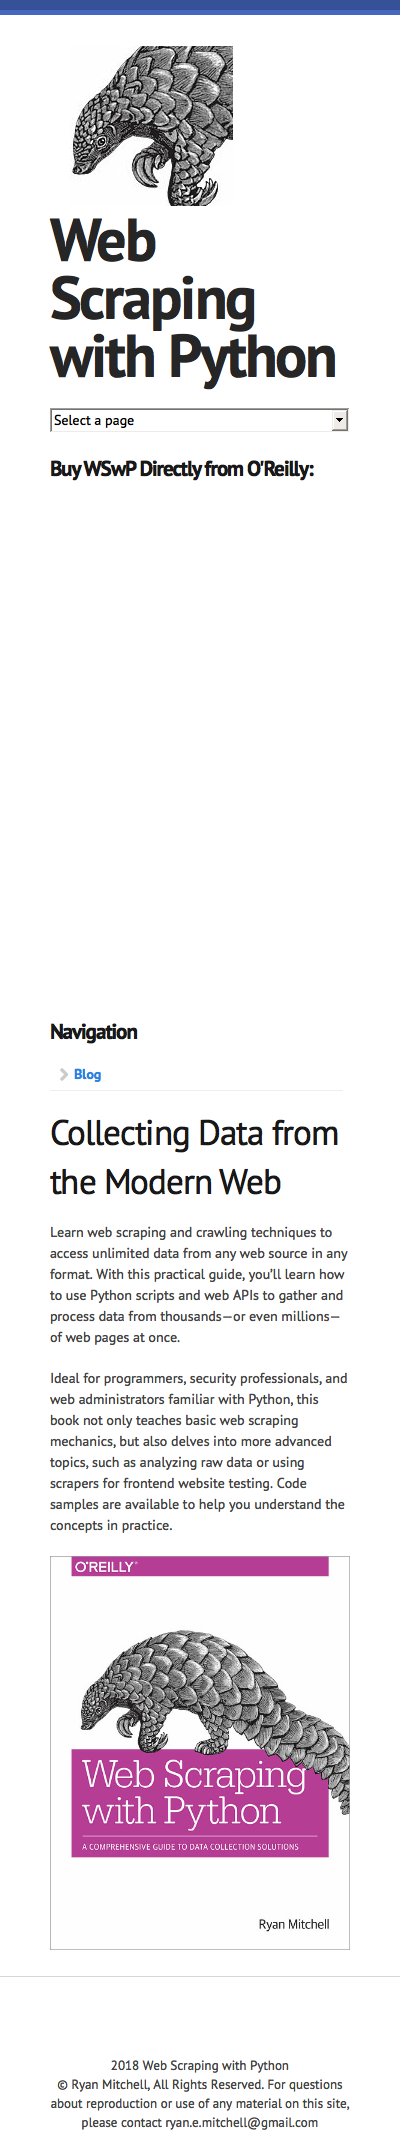 Web
Scraping
with Python
Select a page
Buy WSwP Directly from O'Reilly:
Navigation
Blog
Collecting Data from
the Modern Web
Learn web scraping and crawling techniques to
access unlimited data from any web source in any
format. With this practical guide, you’ll learn how
to use Python scripts and web APIs to gather and
process data from thousands—or even millions—
of web pages at once.
Ideal for programmers, security professionals, and
web administrators familiar with Python, this
book not only teaches basic web scraping
mechanics, but also delves into more advanced
topics, such as analyzing raw data or using
scrapers for frontend website testing. Code
samples are available to help you understand the
concepts in practice.
O'REILLY®
Web Scraping
with Python
A COMPREHENSIVE GUIDE TO DATA COLLECTION SOLUTIONS
Ryan Mitchell
2018 Web Scraping with Python
© Ryan Mitchell, All Rights Reserved. For questions
about reproduction or use of any material on this site,
please contact ryan.e.mitchell@gmail.com